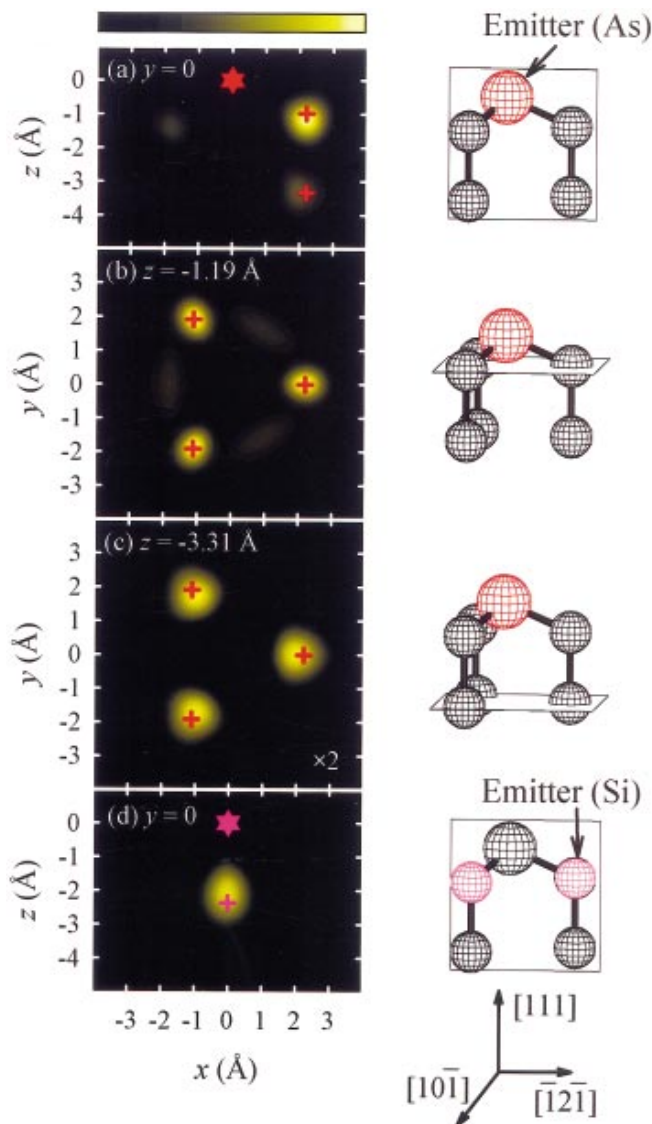 Emitter (As)
(a) y = 0
0
-1
-2
-3
-4
z (Å)
(b) z = -1.19 Å
2
1
0
-1
-2
-3
y (Å)
(c) z = -3.31 Å
2
1
0
-1
-2
-3
y (Å)
×2
Emitter (Si)
(d) y = 0
0
-1
-2
-3
-4
z (Å)
-3 -2 -1 0 1 2 3
x (Å)
[111]
[101̅]
[1̅21̅]